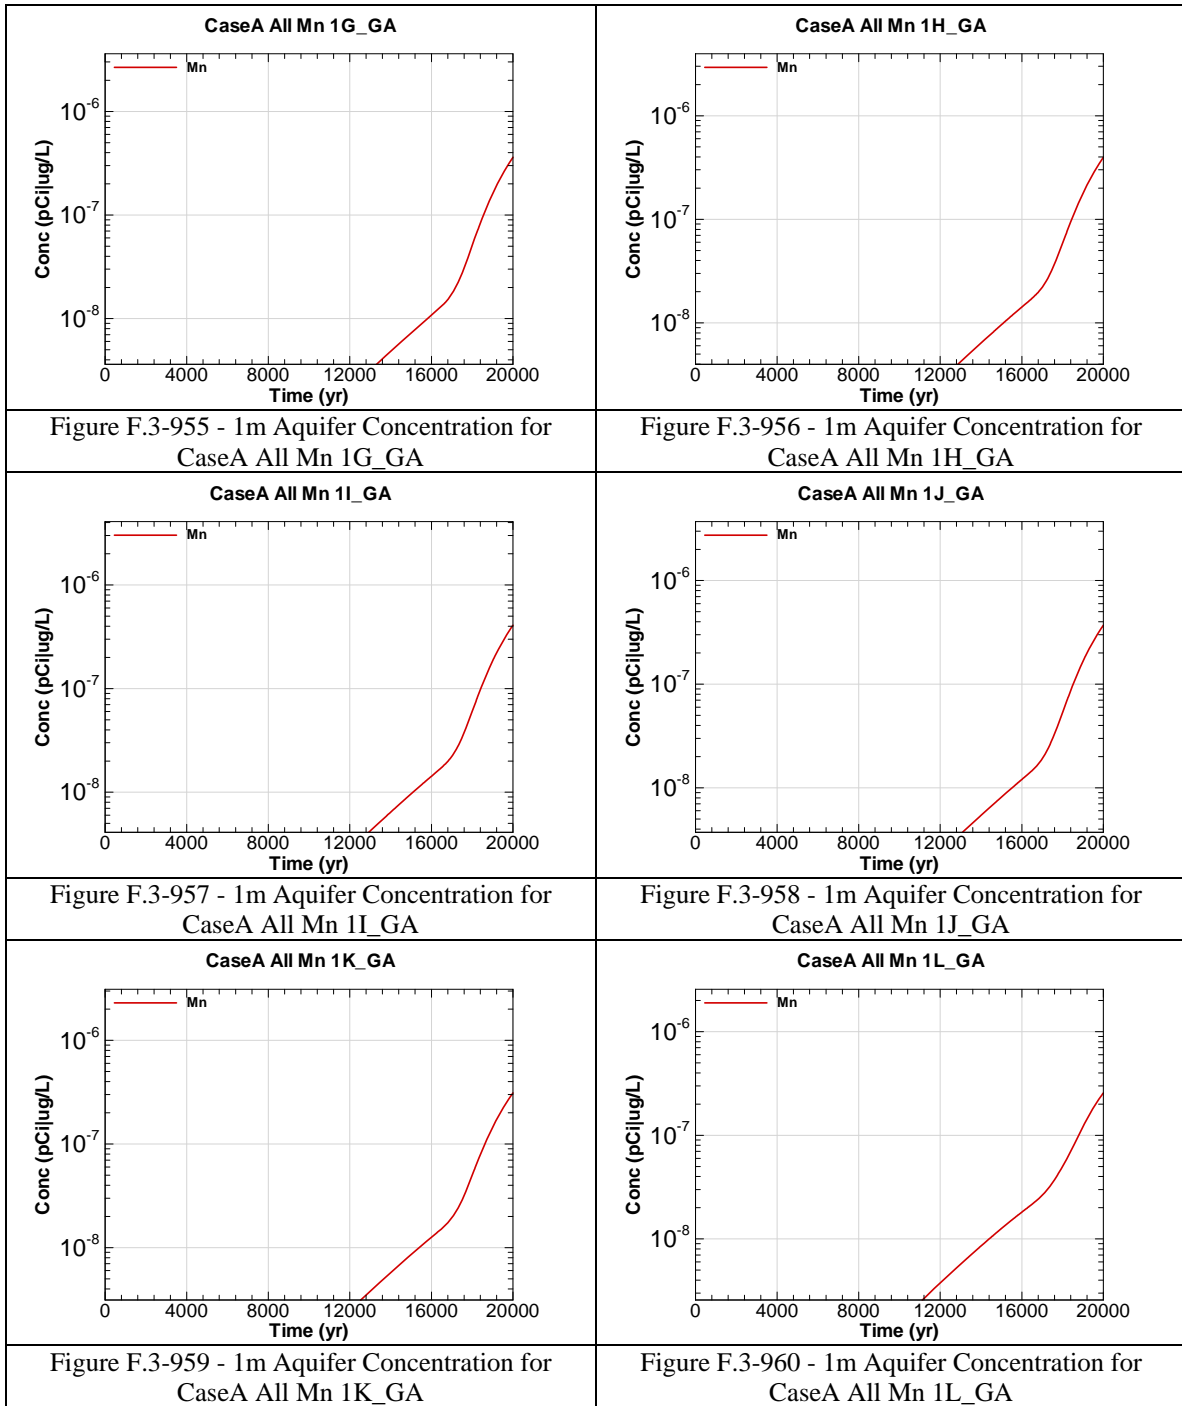 CaseA All Mn 1G_GA
Mn
10-6
10-7
10-8
Conc (pCi|ug/L)
0 4000 8000 12000 16000 20000
Time (yr)
Figure F.3-955 - 1m Aquifer Concentration for
CaseA All Mn 1G_GA
CaseA All Mn 1H_GA
Mn
10-6
10-7
10-8
Conc (pCi|ug/L)
0 4000 8000 12000 16000 20000
Time (yr)
Figure F.3-956 - 1m Aquifer Concentration for
CaseA All Mn 1H_GA
CaseA All Mn 1I_GA
Mn
10-6
10-7
10-8
Conc (pCi|ug/L)
0 4000 8000 12000 16000 20000
Time (yr)
Figure F.3-957 - 1m Aquifer Concentration for
CaseA All Mn 1I_GA
CaseA All Mn 1J_GA
Mn
10-6
10-7
10-8
Conc (pCi|ug/L)
0 4000 8000 12000 16000 20000
Time (yr)
Figure F.3-958 - 1m Aquifer Concentration for
CaseA All Mn 1J_GA
CaseA All Mn 1K_GA
Mn
10-6
10-7
10-8
Conc (pCi|ug/L)
0 4000 8000 12000 16000 20000
Time (yr)
Figure F.3-959 - 1m Aquifer Concentration for
CaseA All Mn 1K_GA
CaseA All Mn 1L_GA
Mn
10-6
10-7
10-8
Conc (pCi|ug/L)
0 4000 8000 12000 16000 20000
Time (yr)
Figure F.3-960 - 1m Aquifer Concentration for
CaseA All Mn 1L_GA